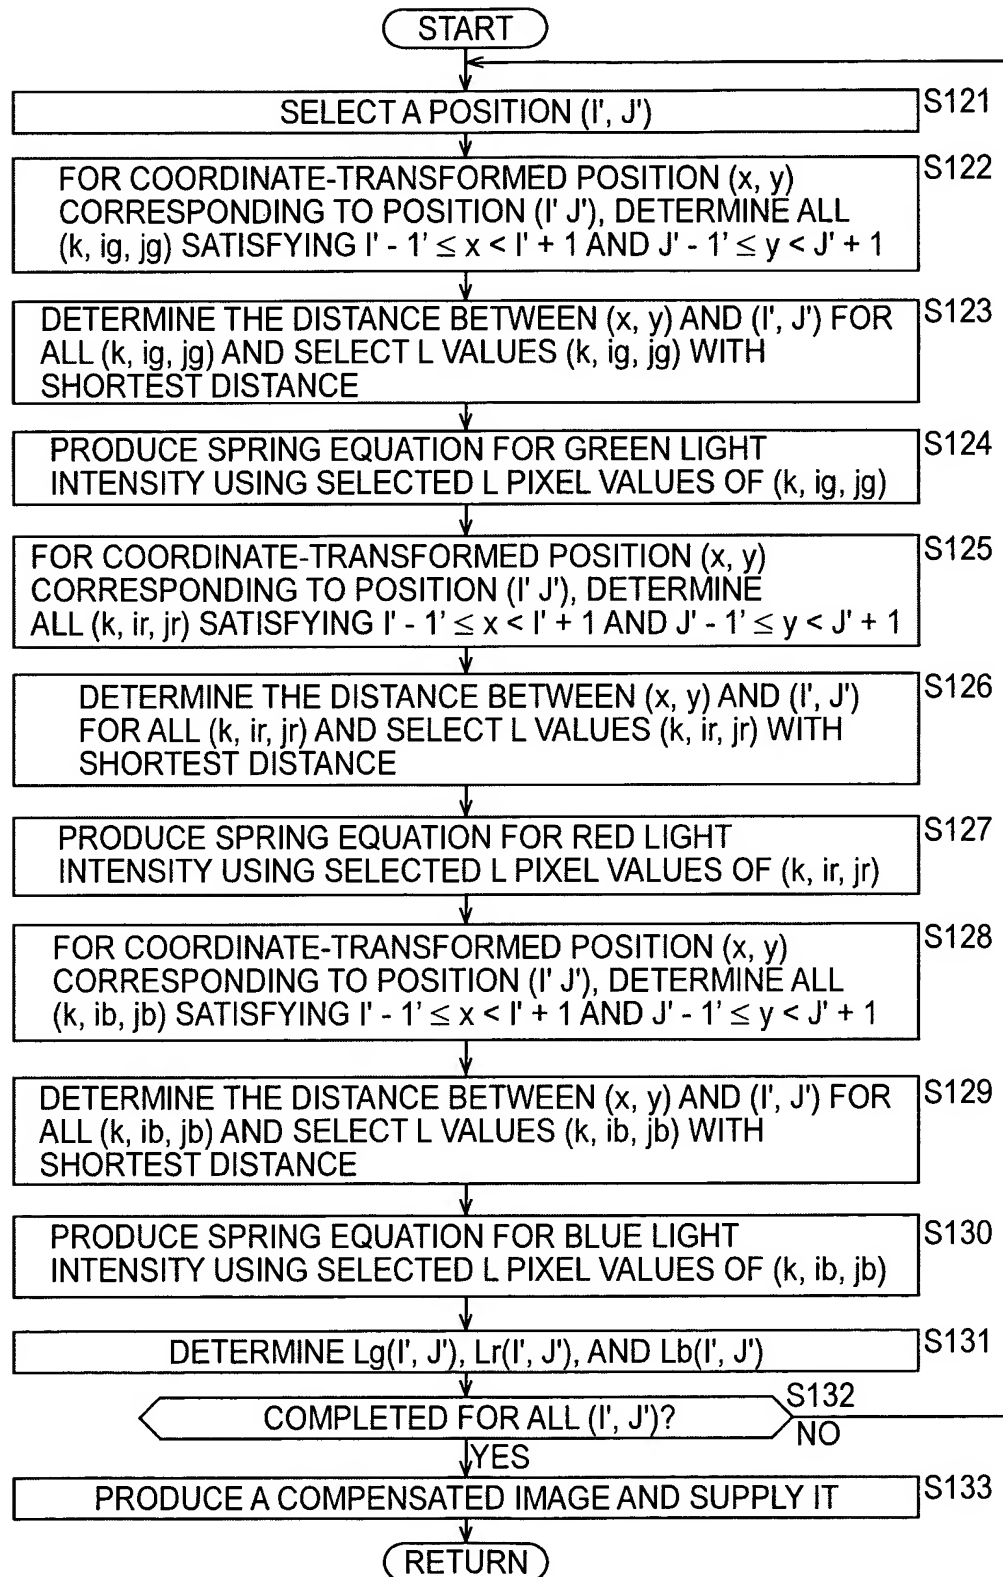 START
SELECT A POSITION (I', J')
S121
FOR COORDINATE-TRANSFORMED POSITION (x, y)
CORRESPONDING TO POSITION (I' J'), DETERMINE ALL
(k, ig, jg) SATISFYING I' - 1' ≤ x < I' + 1 AND J' - 1' ≤ y < J' + 1
S122
DETERMINE THE DISTANCE BETWEEN (x, y) AND (I', J') FOR
ALL (k, ig, jg) AND SELECT L VALUES (k, ig, jg) WITH
SHORTEST DISTANCE
S123
PRODUCE SPRING EQUATION FOR GREEN LIGHT
INTENSITY USING SELECTED L PIXEL VALUES OF (k, ig, jg)
S124
FOR COORDINATE-TRANSFORMED POSITION (x, y)
CORRESPONDING TO POSITION (I' J'), DETERMINE
ALL (k, ir, jr) SATISFYING I' - 1' ≤ x < I' + 1 AND J' - 1' ≤ y < J' + 1
S125
DETERMINE THE DISTANCE BETWEEN (x, y) AND (I', J')
FOR ALL (k, ir, jr) AND SELECT L VALUES (k, ir, jr) WITH
SHORTEST DISTANCE
S126
PRODUCE SPRING EQUATION FOR RED LIGHT
INTENSITY USING SELECTED L PIXEL VALUES OF (k, ir, jr)
S127
FOR COORDINATE-TRANSFORMED POSITION (x, y)
CORRESPONDING TO POSITION (I' J'), DETERMINE ALL
(k, ib, jb) SATISFYING I' - 1' ≤ x < I' + 1 AND J' - 1' ≤ y < J' + 1
S128
DETERMINE THE DISTANCE BETWEEN (x, y) AND (I', J') FOR
ALL (k, ib, jb) AND SELECT L VALUES (k, ib, jb) WITH
SHORTEST DISTANCE
S129
PRODUCE SPRING EQUATION FOR BLUE LIGHT
INTENSITY USING SELECTED L PIXEL VALUES OF (k, ib, jb)
S130
DETERMINE Lg(I', J'), Lr(I', J'), AND Lb(I', J')
S131
COMPLETED FOR ALL (I', J')?
S132
NO
YES
PRODUCE A COMPENSATED IMAGE AND SUPPLY IT
S133
RETURN